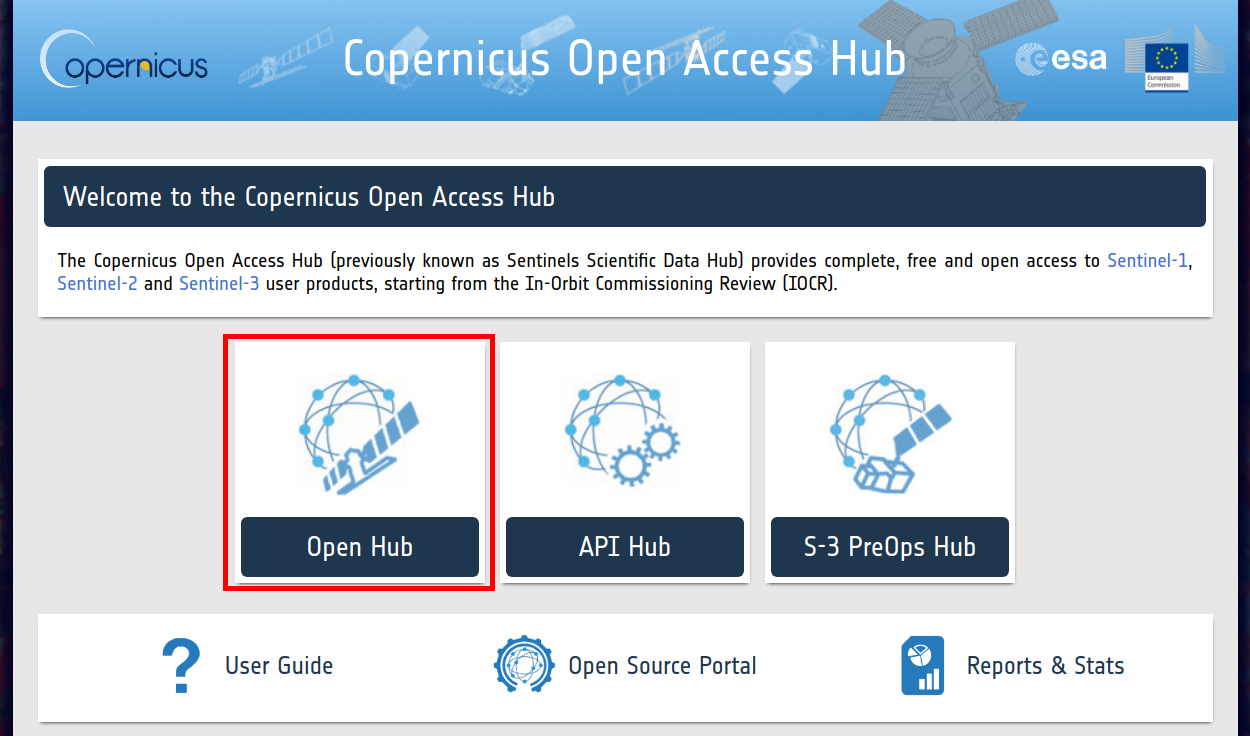 Copernicus
Copernicus Open Access Hub
esa
European
Commission
Welcome to the Copernicus Open Access Hub
The Copernicus Open Access Hub (previously known as Sentinels Scientific Data Hub) provides complete, free and open access to Sentinel-1,
Sentinel-2 and Sentinel-3 user products, starting from the In-Orbit Commissioning Review (IOCR).
Open Hub
API Hub
S-3 PreOps Hub
? User Guide
Open Source Portal
Reports & Stats